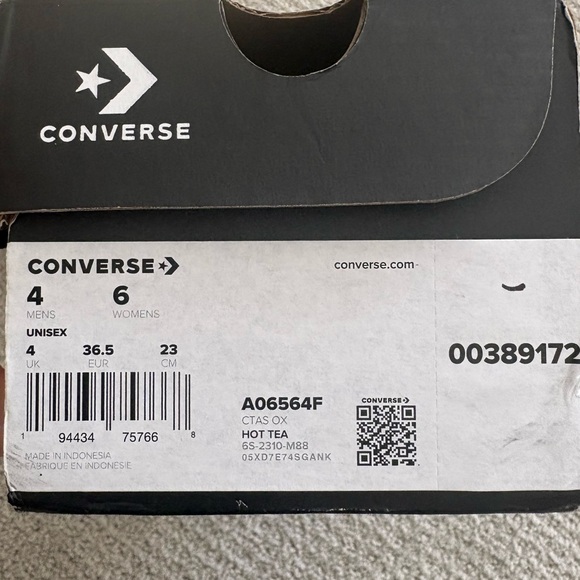 CONVERSE
CONVERSE
converse.com
4 6
MENS WOMENS
UNISEX
4 36.5 23
UK EUR CM
00389172
CONVERSE
A06564F
CTAS OX
HOT TEA
6S-2310-M88
05XD7E74SGANK
1 94434 75766 8
MADE IN INDONESIA
FABRIQUE EN INDONESIE